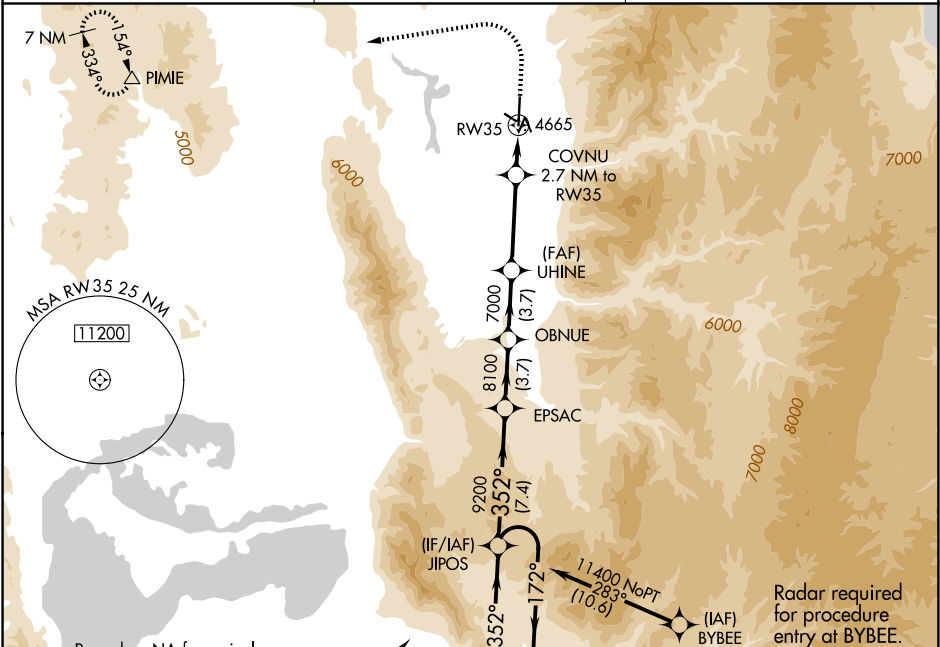 7 NM
154°
334°
PIMIE
5000
6000
RW35
4665
COVNU
2.7 NM to
RW35
7000
(FAF)
UHINE
MSA RW35 25 NM
11200
7000
(3.7)
OBNUE
6000
8100
(3.7)
EPSAC
8000
7000
9200
352°
(7.4)
(IF/IAF)
JIPOS
172°
11400 NoPT
283°
(10.6)
352°
(IAF)
BYBEE
Radar required
for procedure
entry at BYBEE.